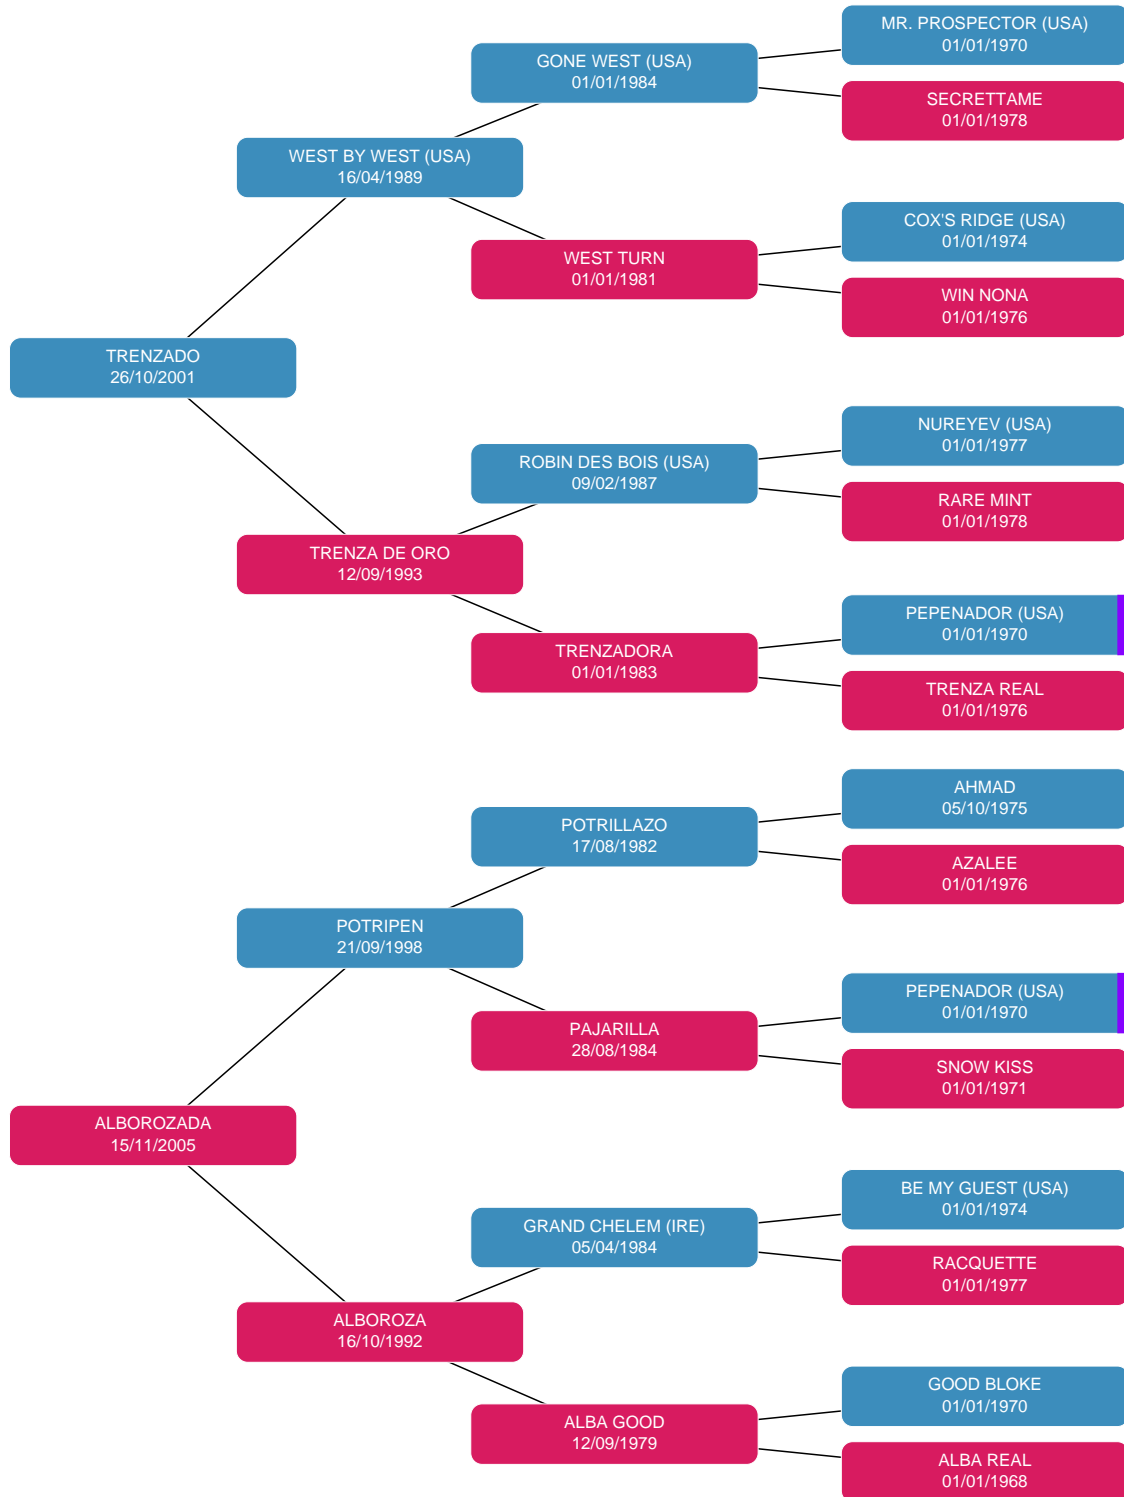 MR. PROSPECTOR (USA)
01/01/1970
GONE WEST (USA)
01/01/1984
SECRETTAME
01/01/1978
WEST BY WEST (USA)
16/04/1989
COX'S RIDGE (USA)
01/01/1974
WEST TURN
01/01/1981
WIN NONA
01/01/1976
TRENZADO
26/10/2001
NUREYEV (USA)
01/01/1977
ROBIN DES BOIS (USA)
09/02/1987
RARE MINT
01/01/1978
TRENZA DE ORO
12/09/1993
PEPENADOR (USA)
01/01/1970
TRENZADORA
01/01/1983
TRENZA REAL
01/01/1976
AHMAD
05/10/1975
POTRILLAZO
17/08/1982
AZALEE
01/01/1976
POTRIPEN
21/09/1998
PEPENADOR (USA)
01/01/1970
PAJARILLA
28/08/1984
SNOW KISS
01/01/1971
ALBOROZADA
15/11/2005
BE MY GUEST (USA)
01/01/1974
GRAND CHELEM (IRE)
05/04/1984
RACQUETTE
01/01/1977
ALBOROZA
16/10/1992
GOOD BLOKE
01/01/1970
ALBA GOOD
12/09/1979
ALBA REAL
01/01/1968